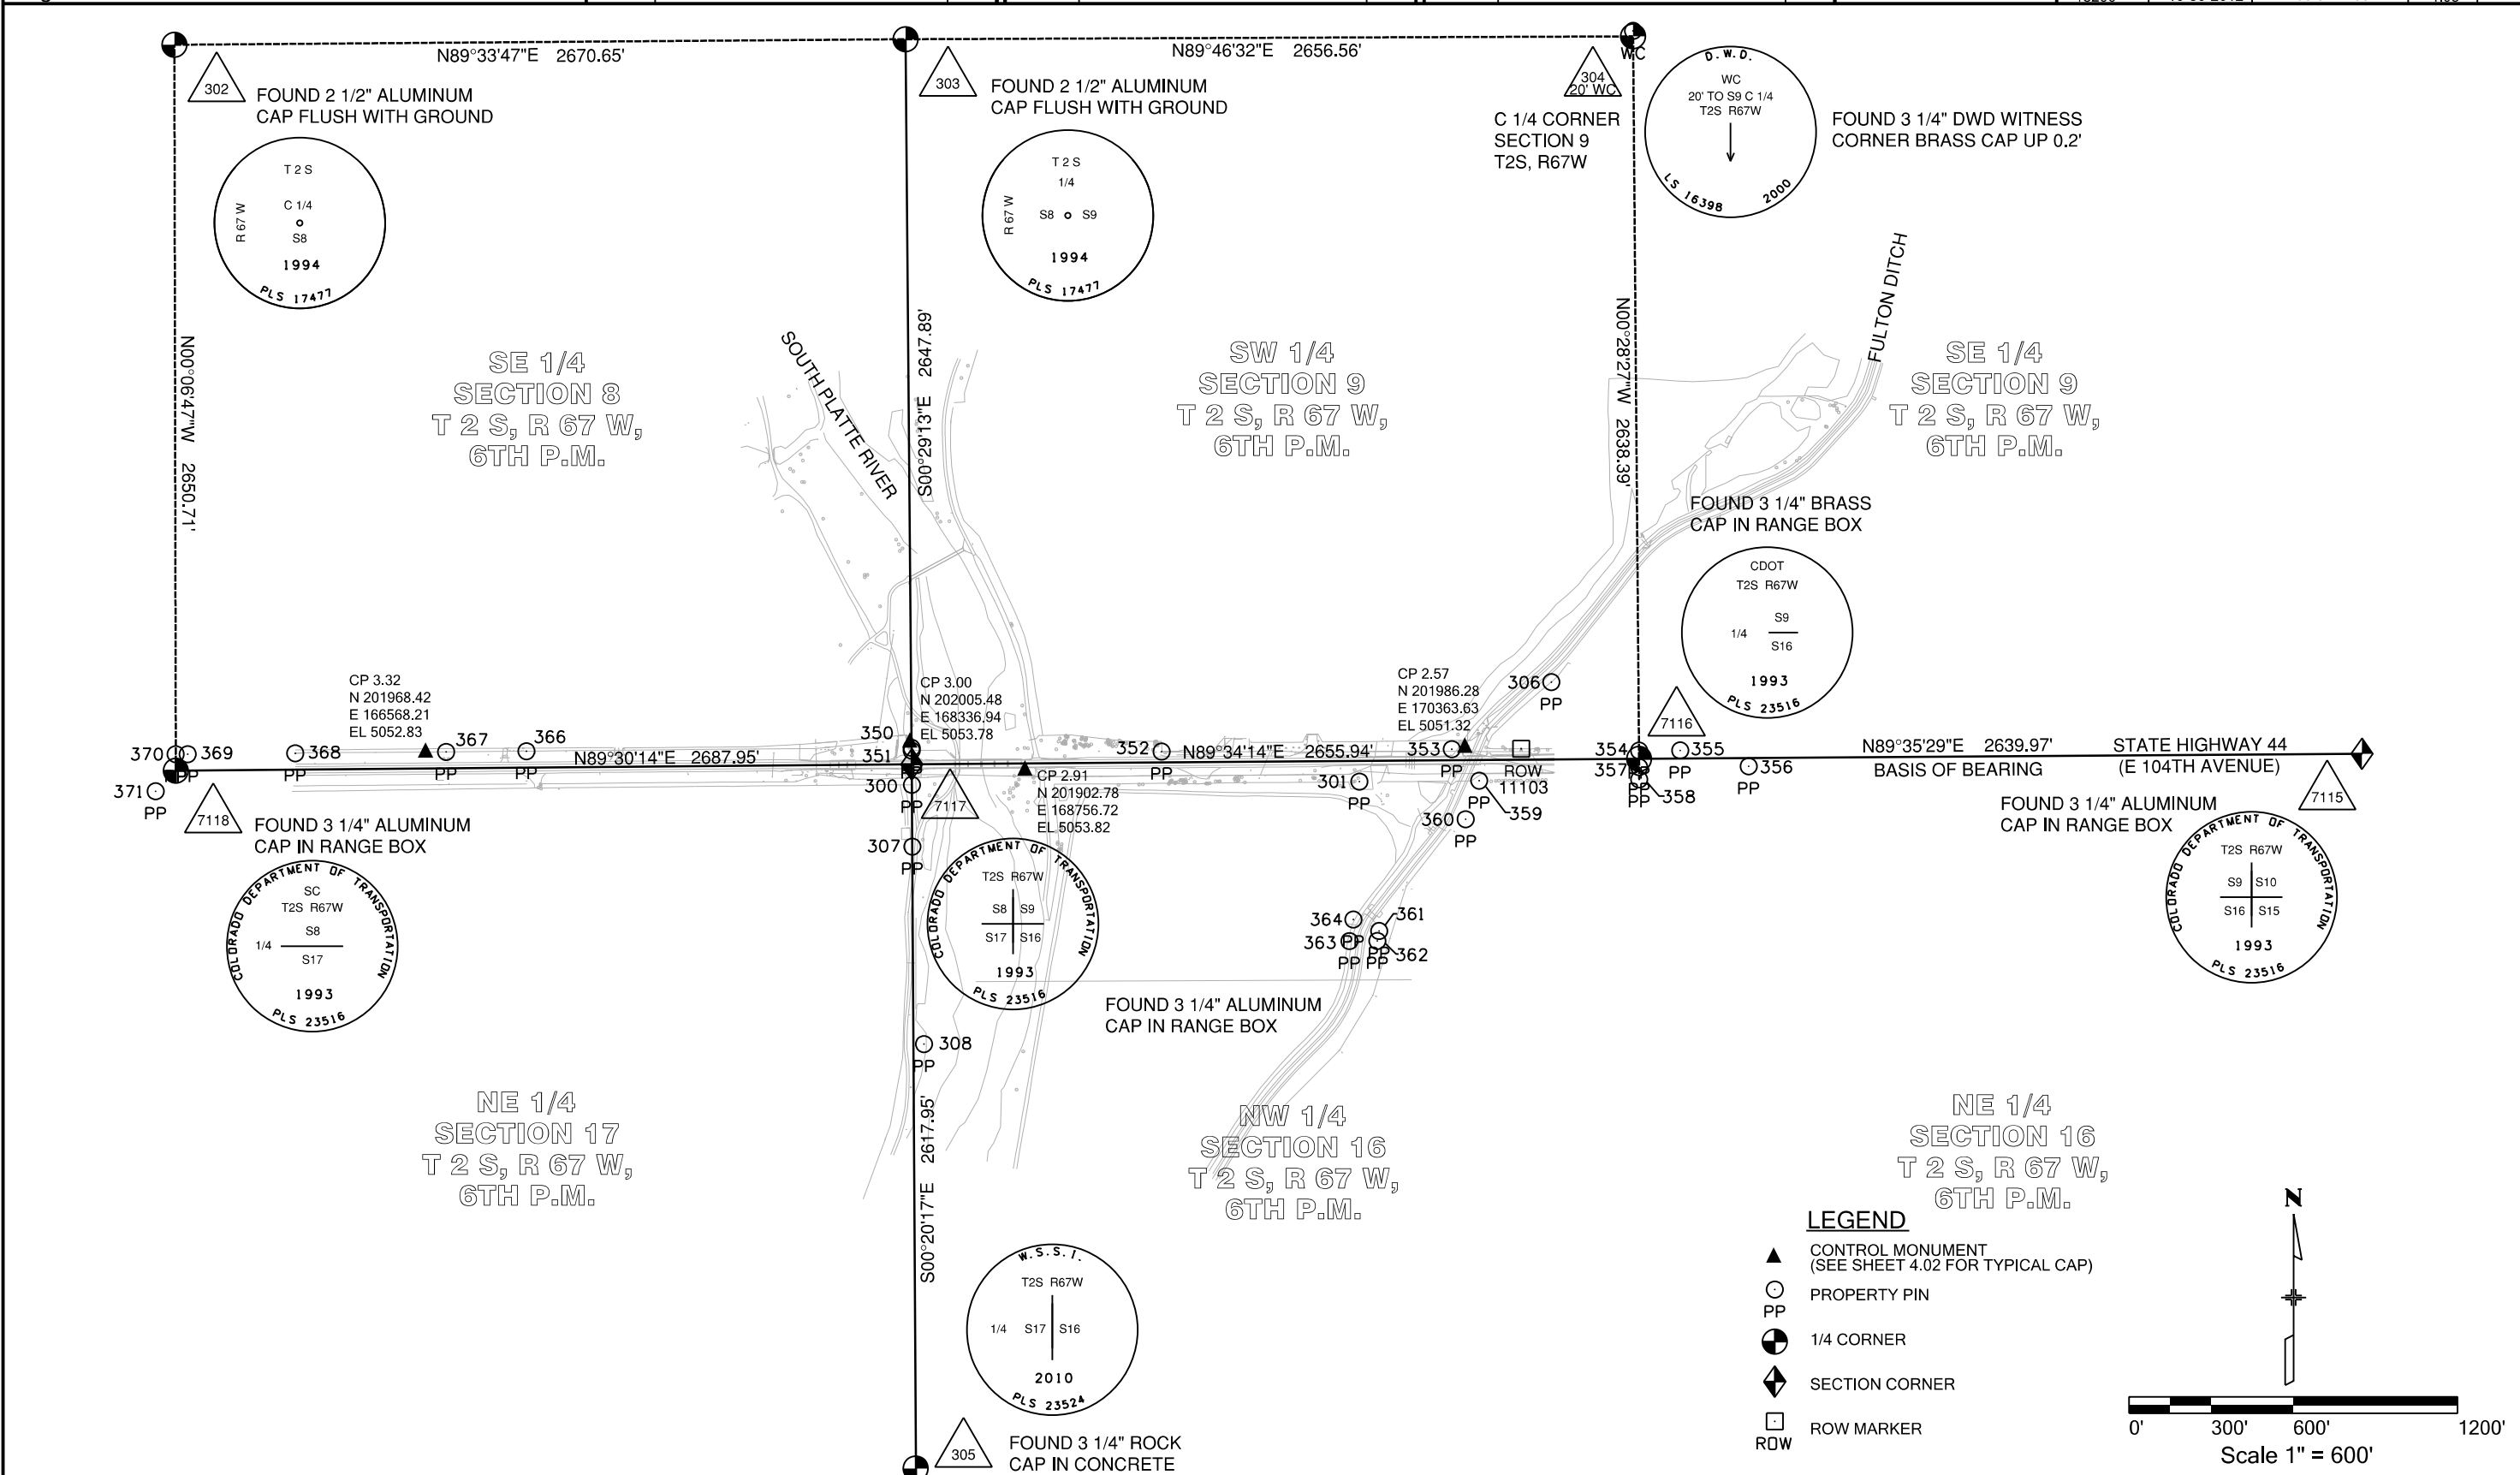 N89°33'47"E 2670.65'
N89°46'32"E 2656.56'
WC
302
FOUND 2 1/2" ALUMINUM
CAP FLUSH WITH GROUND
303
FOUND 2 1/2" ALUMINUM
CAP FLUSH WITH GROUND
304
20' WC
C 1/4 CORNER
SECTION 9
T2S, R67W
D.W.D.
WC
20' TO S9 C 1/4
T2S R67W
LS 16398 2000
FOUND 3 1/4" DWD WITNESS
CORNER BRASS CAP UP 0.2'
T 2 S
R 67 W
C 1/4
S8
1994
PLS 17477
T 2 S
1/4
R 67 W
S8 S9
1994
PLS 17477
N00°06'47"W 2650.71'
S00°29'13"E 2647.89'
N00°28'27"W 2638.39'
SOUTH PLATTE RIVER
FULTON DITCH
SE 1/4
SECTION 8
T 2 S, R 67 W,
6TH P.M.
SW 1/4
SECTION 9
T 2 S, R 67 W,
6TH P.M.
SE 1/4
SECTION 9
T 2 S, R 67 W,
6TH P.M.
FOUND 3 1/4" BRASS
CAP IN RANGE BOX
CDOT
T2S R67W
S9
1/4
S16
1993
PLS 23516
7116
CP 3.32
N 201968.42
E 166568.21
EL 5052.83
CP 3.00
N 202005.48
E 168336.94
EL 5053.78
CP 2.57
N 201986.28
E 170363.63
EL 5051.32
306
PP
370
369
PP
368
PP
367
PP
366
PP
350
351
PP
352
PP
353
PP
ROW
11103
354
PP
355
PP
356
PP
357
PP
358
PP
N89°30'14"E 2687.95'
N89°34'14"E 2655.94'
N89°35'29"E 2639.97'
BASIS OF BEARING
STATE HIGHWAY 44
(E 104TH AVENUE)
371
PP
300
PP
CP 2.91
N 201902.78
E 168756.72
EL 5053.82
301
PP
PP
359
360
PP
307
PP
7118
FOUND 3 1/4" ALUMINUM
CAP IN RANGE BOX
COLORADO DEPARTMENT OF TRANSPORTATION
SC
T2S R67W
S8
1/4
S17
1993
PLS 23516
7117
COLORADO DEPARTMENT OF TRANSPORTATION
T2S R67W
S8 S9
S17 S16
1993
PLS 23516
FOUND 3 1/4" ALUMINUM
CAP IN RANGE BOX
364
PP
361
PP
363
PP
362
PP
7115
FOUND 3 1/4" ALUMINUM
CAP IN RANGE BOX
COLORADO DEPARTMENT OF TRANSPORTATION
T2S R67W
S9 S10
S16 S15
1993
PLS 23516
308
PP
S00°20'17"E 2617.95'
NE 1/4
SECTION 17
T 2 S, R 67 W,
6TH P.M.
NW 1/4
SECTION 16
T 2 S, R 67 W,
6TH P.M.
NE 1/4
SECTION 16
T 2 S, R 67 W,
6TH P.M.
W.S.S.I.
T2S R67W
1/4 S17 S16
2010
PLS 23524
305
FOUND 3 1/4" ROCK
CAP IN CONCRETE
LEGEND
CONTROL MONUMENT
(SEE SHEET 4.02 FOR TYPICAL CAP)
PP
PROPERTY PIN
1/4 CORNER
SECTION CORNER
ROW
ROW MARKER
N
0' 300' 600' 1200'
Scale 1" = 600'